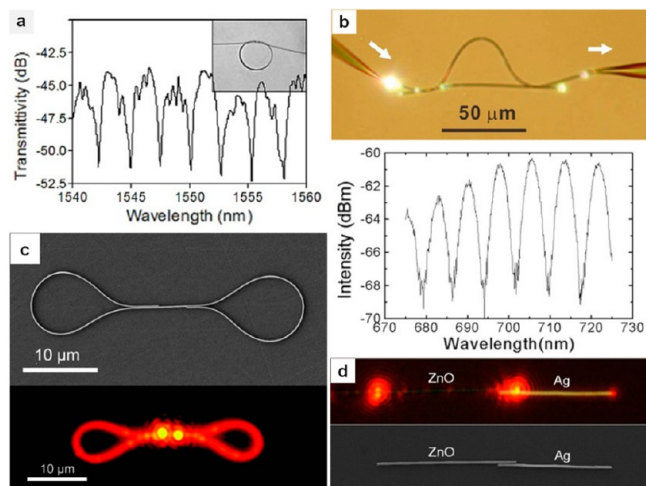 a
Transmittivity (dB)
-42.5
-45.0
-47.5
-50.0
-52.5
1540 1545 1550 1555 1560
Wavelength (nm)
b
50 μm
Intensity (dBm)
-60
-62
-64
-66
-68
-70
670 680 690 700 710 720 730
Wavelength(nm)
c
10 μm
10 μm
d
ZnO Ag
ZnO Ag